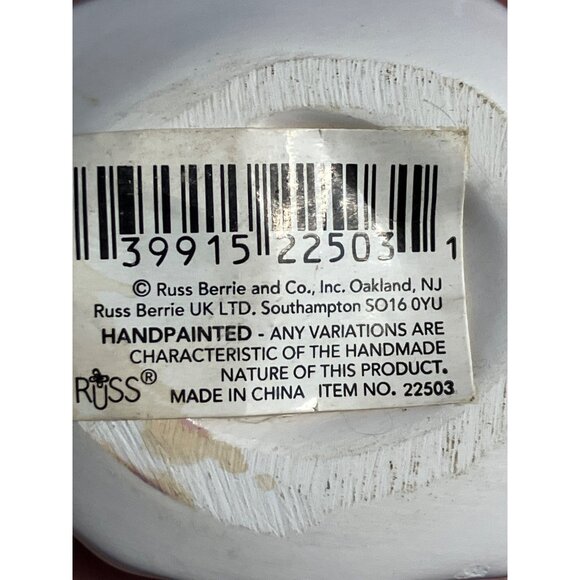 39915 22503 1
© Russ Berrie and Co., Inc. Oakland, NJ
Russ Berrie UK LTD. Southampton SO16 0YU
HANDPAINTED - ANY VARIATIONS ARE
CHARACTERISTIC OF THE HANDMADE
NATURE OF THIS PRODUCT.
RUSS® MADE IN CHINA ITEM NO. 22503